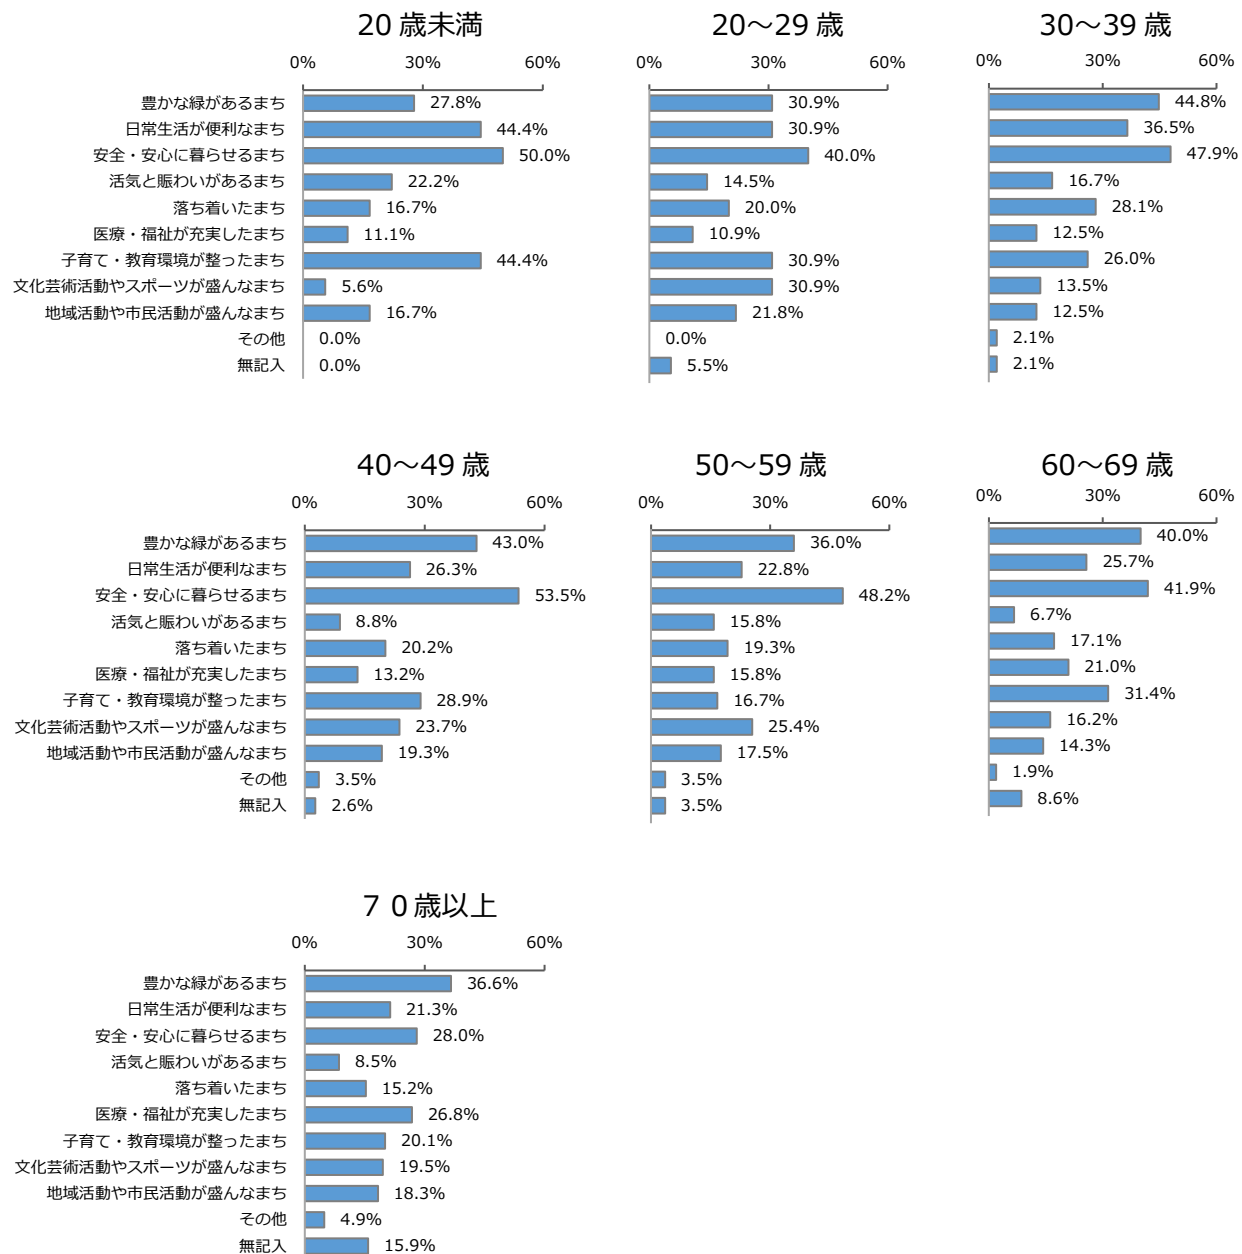 20 歳未満
20～29 歳
30～39 歳
0% 30% 60%
0% 30% 60%
0% 30% 60%
豊かな緑があるまち 27.8% 30.9% 44.8%
日常生活が便利なまち 44.4% 30.9% 36.5%
安全・安心に暮らせるまち 50.0% 40.0% 47.9%
活気と賑わいがあるまち 22.2% 14.5% 16.7%
落ち着いたまち 16.7% 20.0% 28.1%
医療・福祉が充実したまち 11.1% 10.9% 12.5%
子育て・教育環境が整ったまち 44.4% 30.9% 26.0%
文化芸術活動やスポーツが盛んなまち 5.6% 30.9% 13.5%
地域活動や市民活動が盛んなまち 16.7% 21.8% 12.5%
その他 0.0% 0.0% 2.1%
無記入 0.0% 5.5% 2.1%
40～49 歳
50～59 歳
60～69 歳
0% 30% 60%
0% 30% 60%
0% 30% 60%
豊かな緑があるまち 43.0% 36.0% 40.0%
日常生活が便利なまち 26.3% 22.8% 25.7%
安全・安心に暮らせるまち 53.5% 48.2% 41.9%
活気と賑わいがあるまち 8.8% 15.8% 6.7%
落ち着いたまち 20.2% 19.3% 17.1%
医療・福祉が充実したまち 13.2% 15.8% 21.0%
子育て・教育環境が整ったまち 28.9% 16.7% 31.4%
文化芸術活動やスポーツが盛んなまち 23.7% 25.4% 16.2%
地域活動や市民活動が盛んなまち 19.3% 17.5% 14.3%
その他 3.5% 3.5% 1.9%
無記入 2.6% 3.5% 8.6%
７０歳以上
0% 30% 60%
豊かな緑があるまち 36.6%
日常生活が便利なまち 21.3%
安全・安心に暮らせるまち 28.0%
活気と賑わいがあるまち 8.5%
落ち着いたまち 15.2%
医療・福祉が充実したまち 26.8%
子育て・教育環境が整ったまち 20.1%
文化芸術活動やスポーツが盛んなまち 19.5%
地域活動や市民活動が盛んなまち 18.3%
その他 4.9%
無記入 15.9%